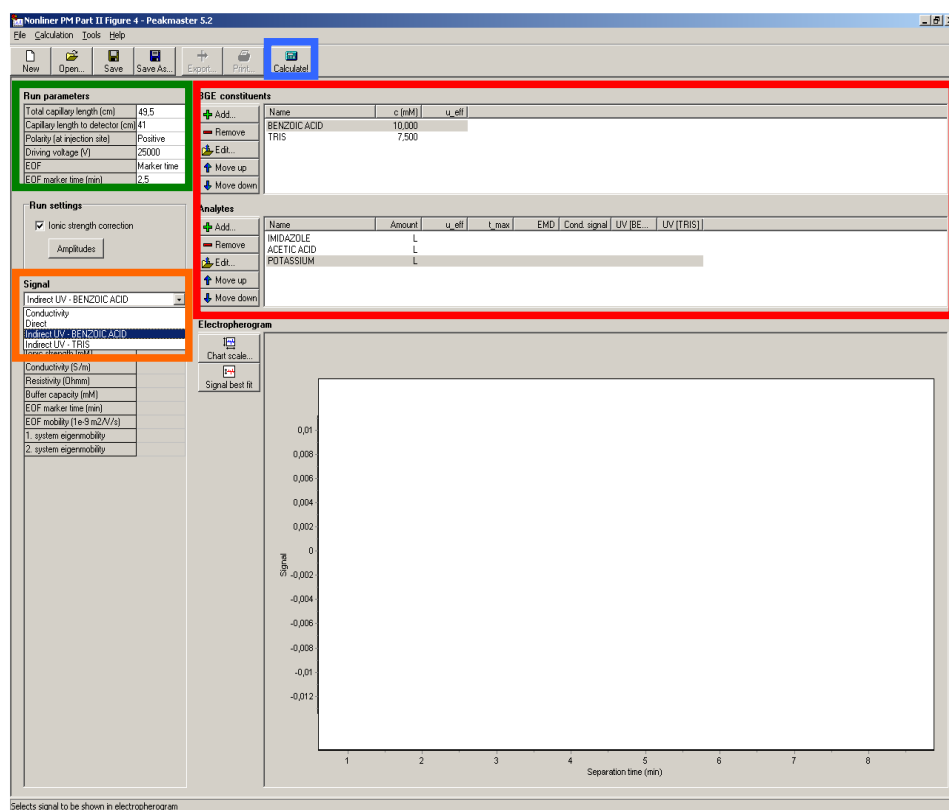 Nonliner PM Part II Figure 4 - Peakmaster 5.2
File Calculation Tools Help
New Open... Save Save As... Export... Print... Calculate!
Run parameters
Total capillary length (cm) 49,5
Capillary length to detector (cm) 41
Polarity (at injection site) Positive
Driving voltage (V) 25000
EOF Marker time
EOF marker time (min) 2,5
Run settings
Ionic strength correction
Amplitudes
Signal
Indirect UV - BENZOIC ACID
Conductivity
Direct
Indirect UV - BENZOIC ACID
Indirect UV - TRIS
Ionic strength (mM)
Conductivity (S/m)
Resistivity (Ohmm)
Buffer capacity (mM)
EOF marker time (min)
EOF mobility (1e-9 m2/V/s)
1. system eigenmobility
2. system eigenmobility
BGE constituents
Add...
Remove
Edit...
Move up
Move down
Name c (mM) u_eff
BENZOIC ACID 10,000
TRIS 7,500
Analytes
Add...
Remove
Edit...
Move up
Move down
Name Amount u_eff t_max EMD Cond. signal UV [BE... UV [TRIS]
IMIDAZOLE L
ACETIC ACID L
POTASSIUM L
Electropherogram
Chart scale...
Signal best fit
0,01
0,008
0,006
0,004
0,002
0
-0,002
-0,004
-0,006
-0,008
-0,01
-0,012
Signal
1 2 3 4 5 6 7 8
Separation time (min)
Selects signal to be shown in electropherogram